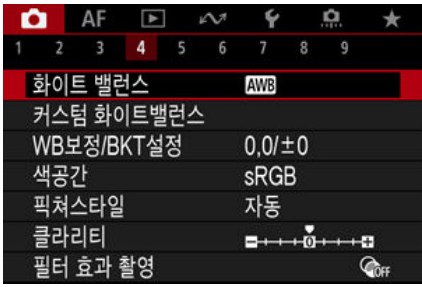 AF
1 2 3 4 5 6 7 8 9
화이트 밸런스 AWB
커스텀 화이트밸런스
WB보정/BKT설정 0,0/±0
색공간 sRGB
픽쳐스타일 자동
클라리티 0
필터 효과 촬영 OFF